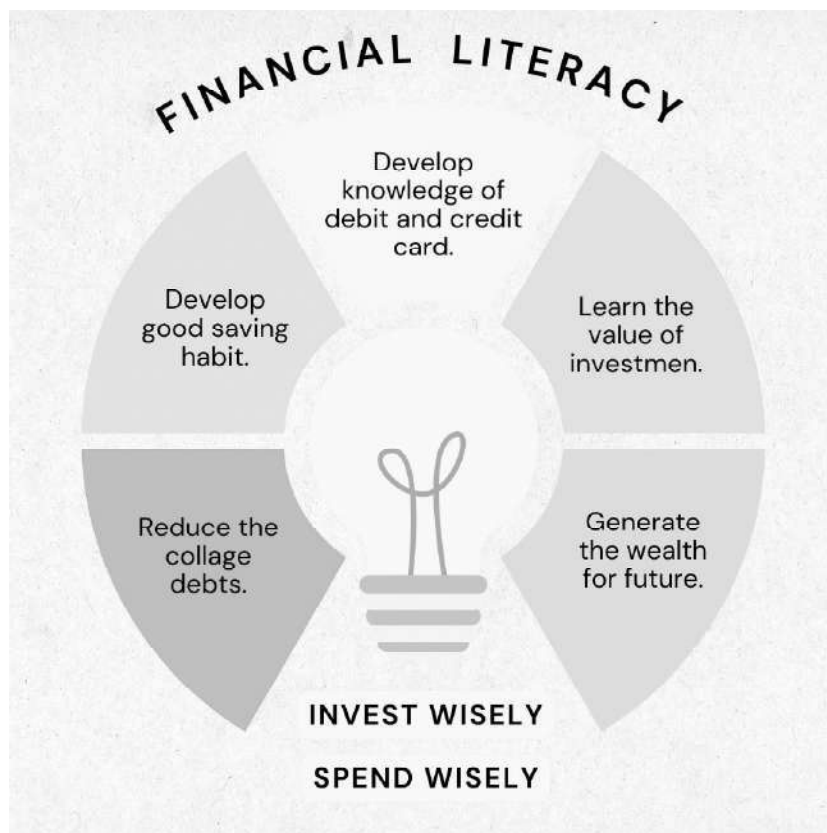 FINANCIAL LITERACY
Develop
knowledge of
debit and credit
card.
Develop
good saving
habit.
Learn the
value of
investmen.
Reduce the
collage
debts.
Generate
the wealth
for future.
INVEST WISELY
SPEND WISELY